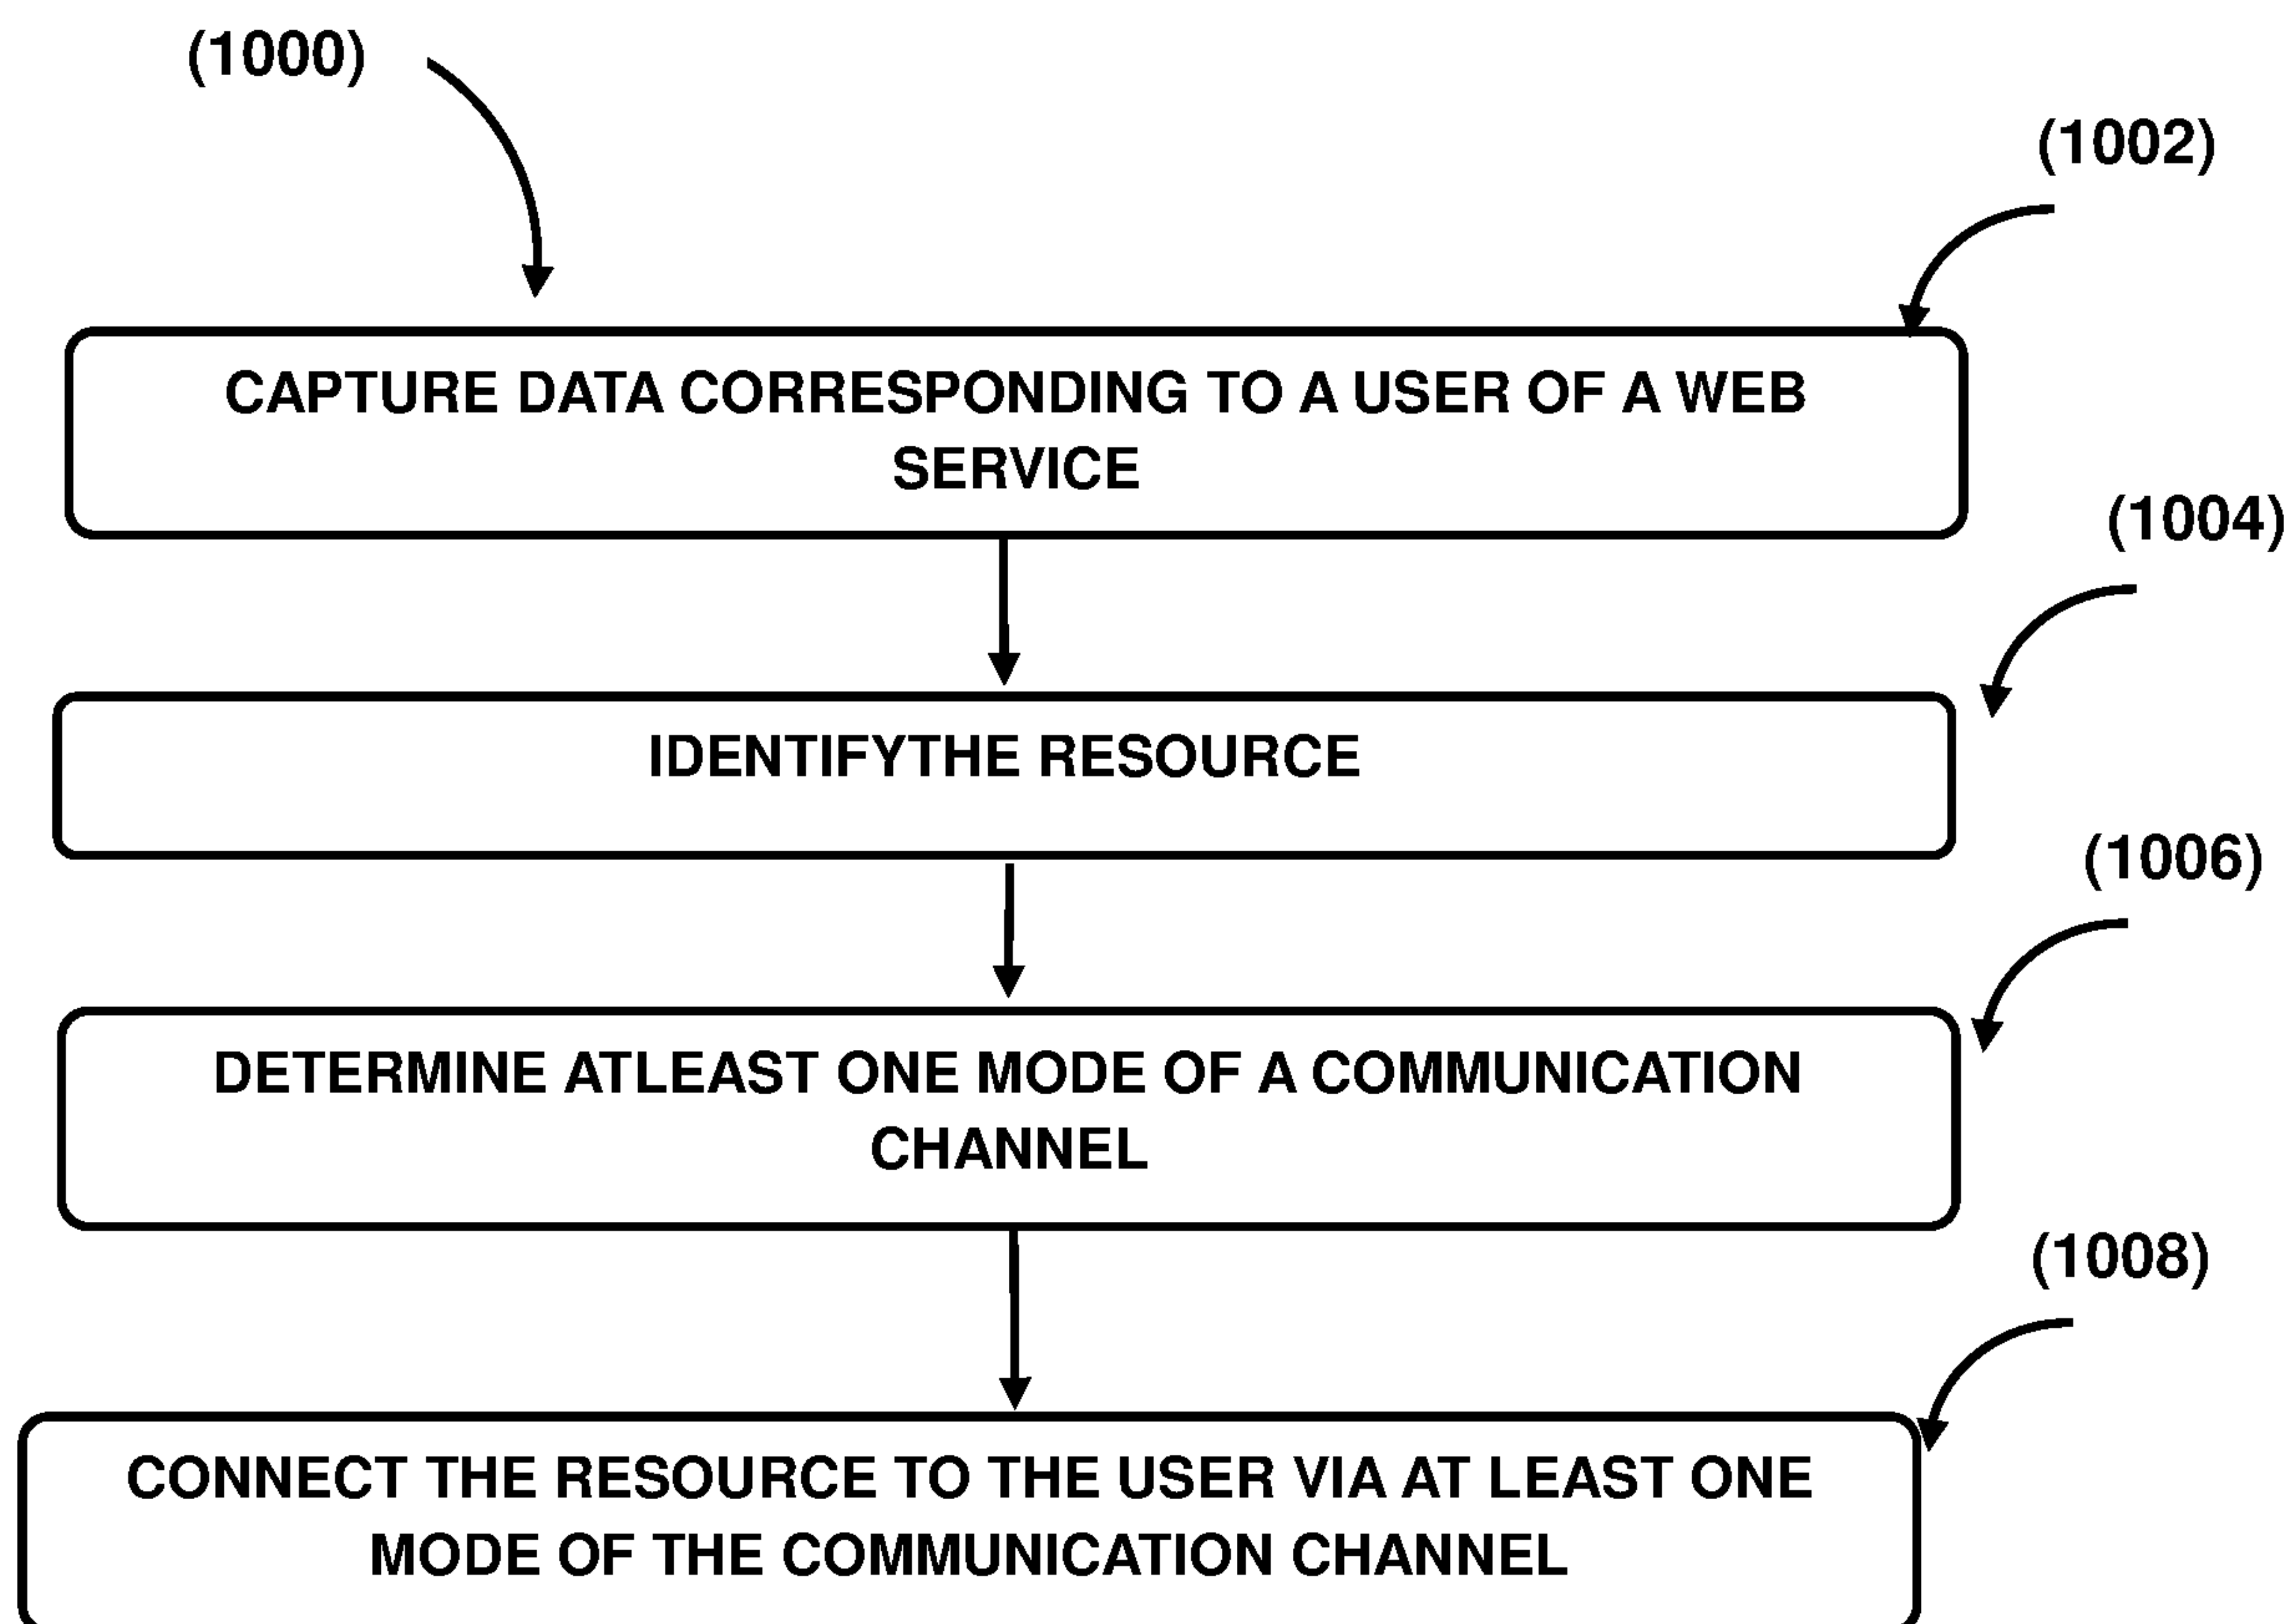 (1000)
(1002)
CAPTURE DATA CORRESPONDING TO A USER OF A WEB
SERVICE
(1004)
IDENTIFYTHE RESOURCE
(1006)
DETERMINE ATLEAST ONE MODE OF A COMMUNICATION
CHANNEL
(1008)
CONNECT THE RESOURCE TO THE USER VIA AT LEAST ONE
MODE OF THE COMMUNICATION CHANNEL